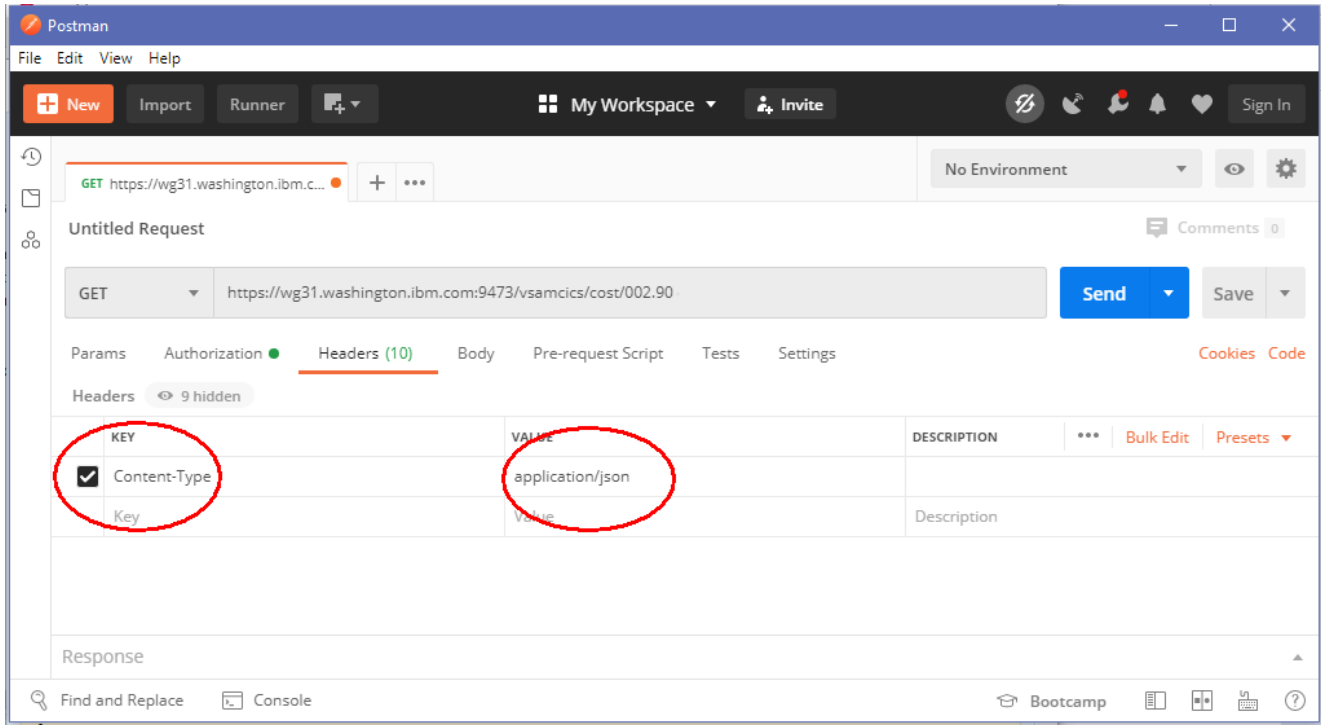 Postman
File Edit View Help
New Import Runner My Workspace Invite Sign In
GET https://wg31.washington.ibm.c... No Environment
Untitled Request Comments 0
GET https://wg31.washington.ibm.com:9473/vsamcics/cost/002.90 Send Save
Params Authorization Headers (10) Body Pre-request Script Tests Settings Cookies Code
Headers 9 hidden
KEY VALUE DESCRIPTION Bulk Edit Presets
Content-Type application/json
Key Value Description
Response
Find and Replace Console Bootcamp